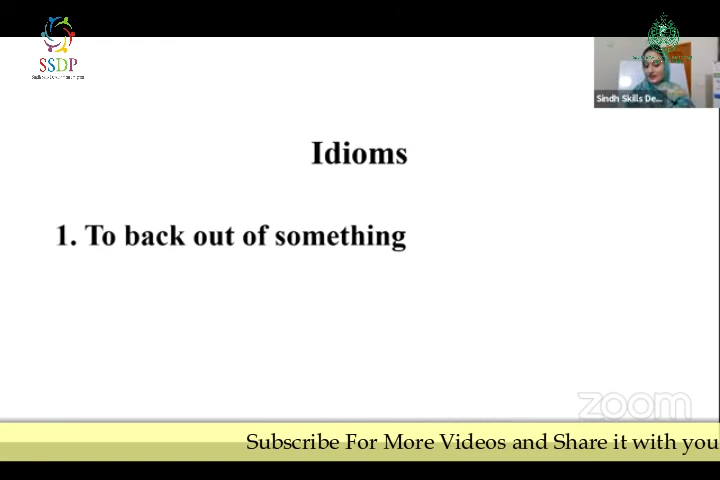 SSDP
Sindh Skills De...
Idioms
1. To back out of something
zoom
Subscribe For More Videos and Share it with you